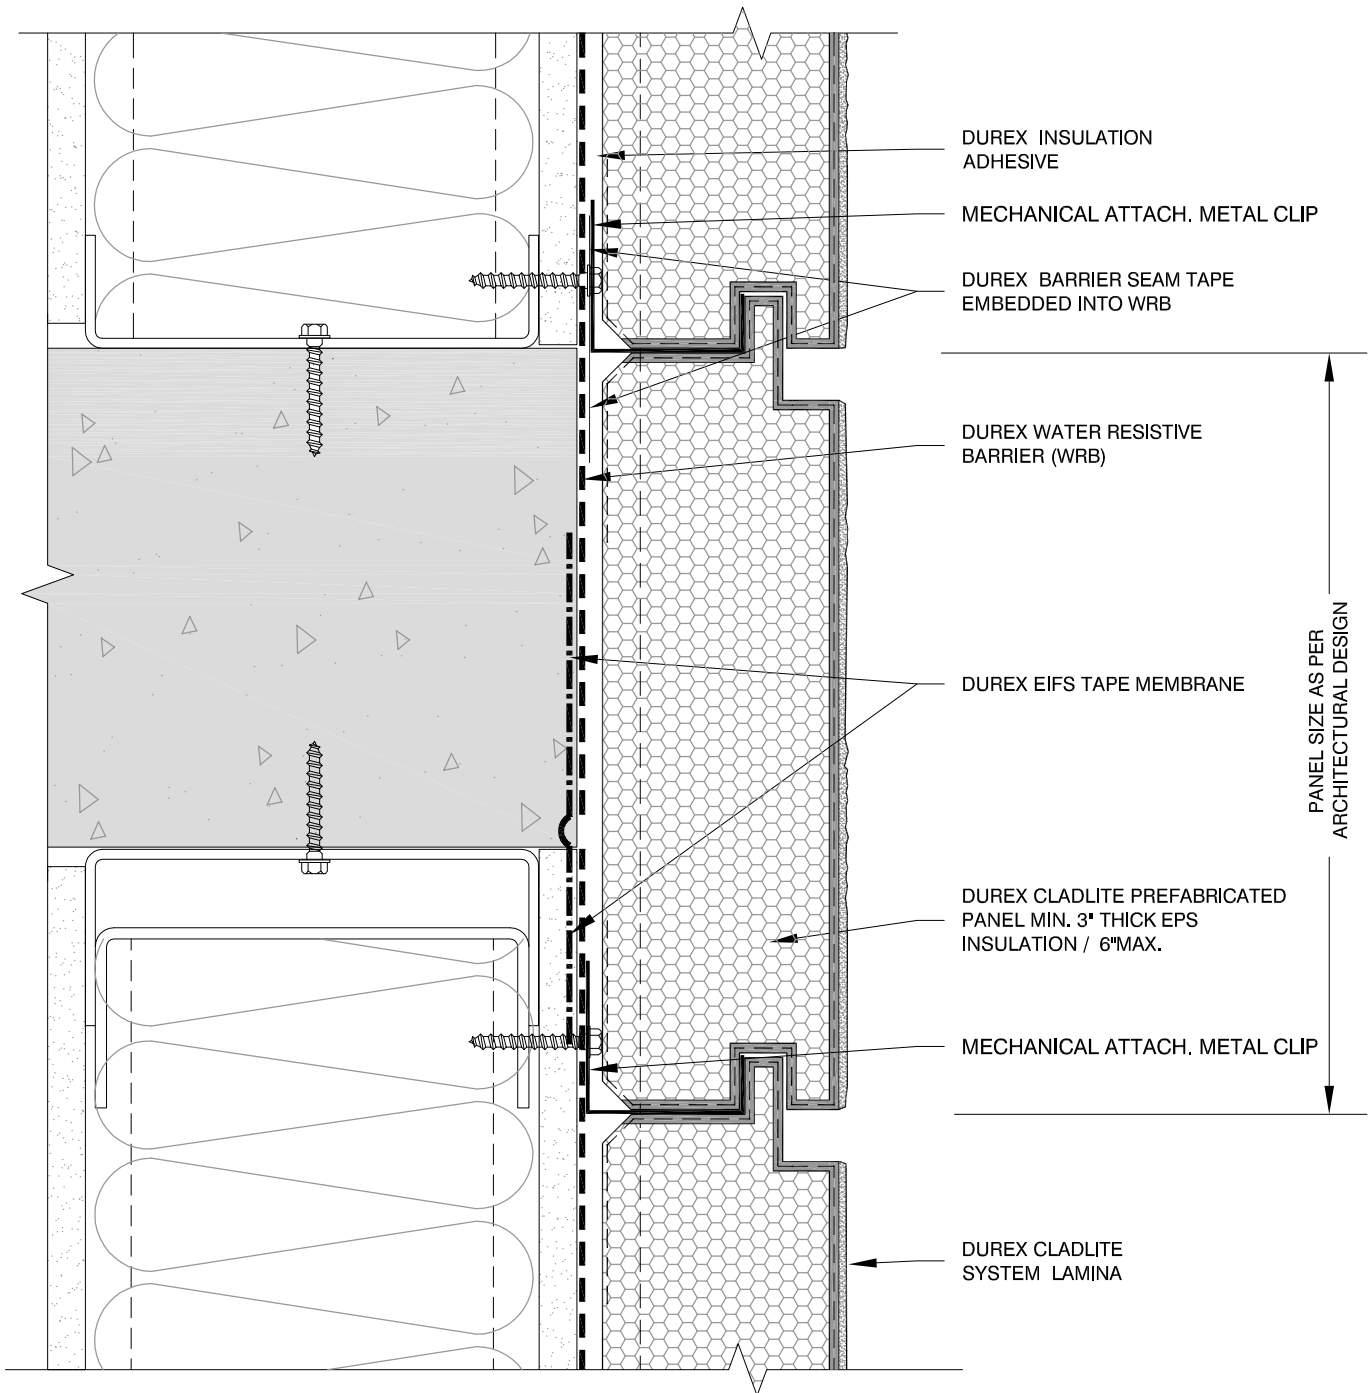 DUREX INSULATION
ADHESIVE
MECHANICAL ATTACH. METAL CLIP
DUREX BARRIER SEAM TAPE
EMBEDDED INTO WRB
DUREX WATER RESISTIVE
BARRIER (WRB)
DUREX EIFS TAPE MEMBRANE
PANEL SIZE AS PER
ARCHITECTURAL DESIGN
DUREX CLADLITE PREFABRICATED
PANEL MIN. 3" THICK EPS
INSULATION / 6"MAX.
MECHANICAL ATTACH. METAL CLIP
DUREX CLADLITE
SYSTEM LAMINA